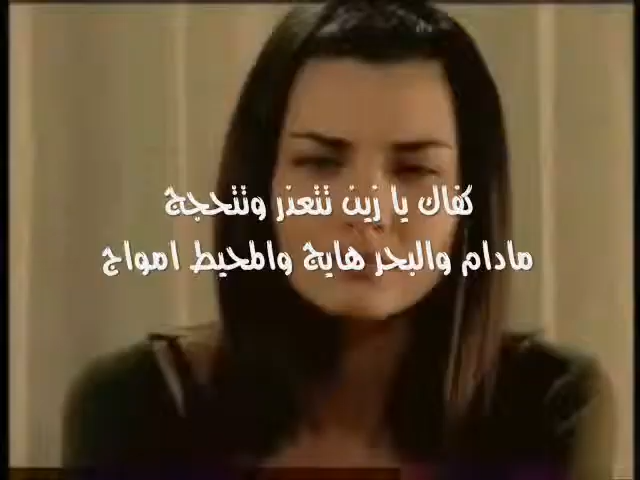 كفاك يا زين تتعذر وتتحجج
مادام والبحر هايج والمحيط امواج